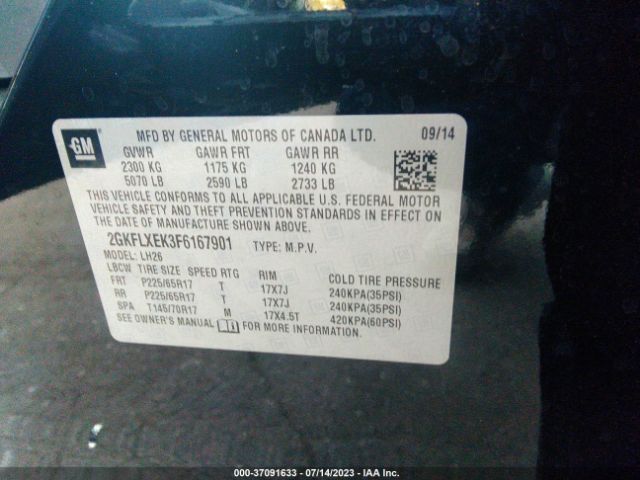 GM
MFD BY GENERAL MOTORS OF CANADA LTD. 09/14
GVWR GAWR FRT GAWR RR
2300 KG 1175 KG 1240 KG
5070 LB 2590 LB 2733 LB
THIS VEHICLE CONFORMS TO ALL APPLICABLE U.S. FEDERAL MOTOR
VEHICLE SAFETY AND THEFT PREVENTION STANDARDS IN EFFECT ON
THE DATE OF MANUFACTURE SHOWN ABOVE.
2GKFLXEK3F6167901 TYPE: M.P.V.
MODEL: LH26
LBCW TIRE SIZE SPEED RTG RIM COLD TIRE PRESSURE
FRT P225/65R17 T 17X7J 240KPA(35PSI)
RR P225/65R17 T 17X7J 240KPA(35PSI)
SPA T145/70R17 M 17X4.5T 420KPA(60PSI)
SEE OWNER'S MANUAL FOR MORE INFORMATION.
000-37091633 - 07/14/2023 - IAA Inc.